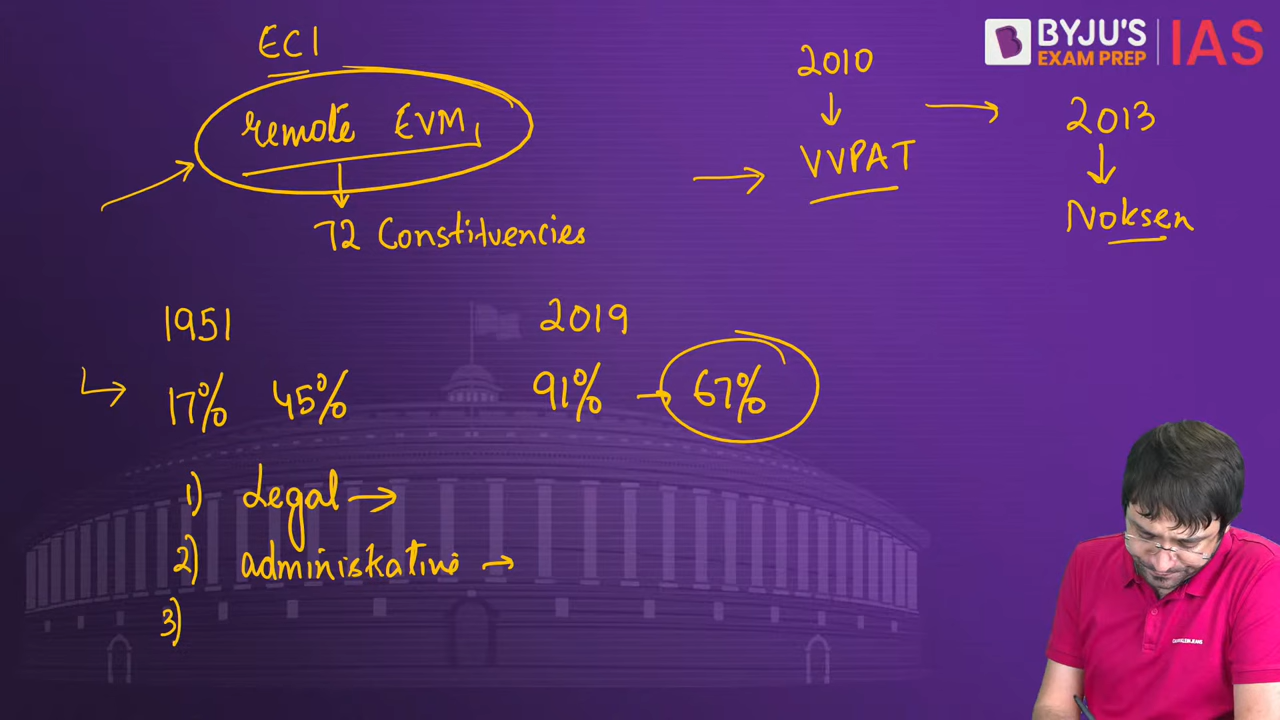 ECI
remote EVM,
72 Constituencies
2010
VVPAT
2013
Noksen
BYJU'S
EXAM PREP
IAS
1951
17% 45%
2019
91% → 67%
1) Legal →
2) administrative →
3)